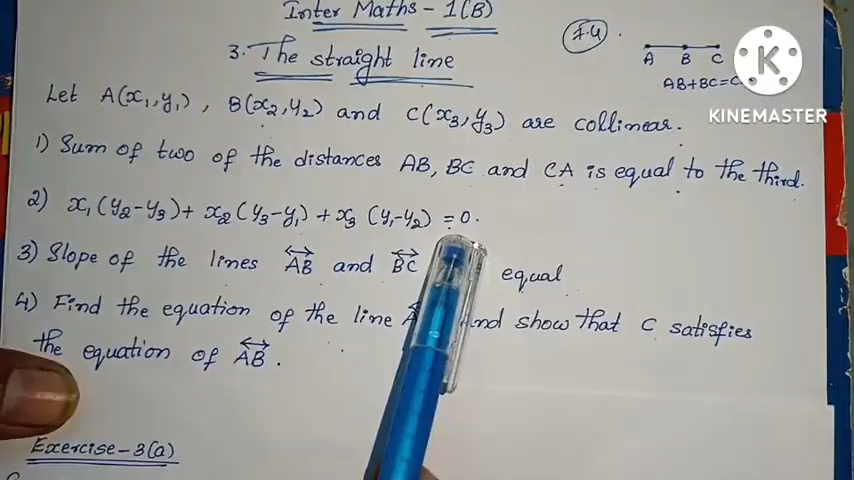 Inter Maths - 1(B)
3. The straight line
F.Q
A B C
AB+BC=C
KINEMASTER
Let A(x₁,y₁), B(x₂,y₂) and C(x₃,y₃) are collinear.
1) Sum of two of the distances AB, BC and CA is equal to the third.
2) x₁(y₂-y₃)+ x₂(y₃-y₁)+x₃(y₁-y₂) =0.
3) Slope of the lines AB and BC equal
4) Find the equation of the line And show that C satisfies
the equation of AB.
Exercise-3(a)